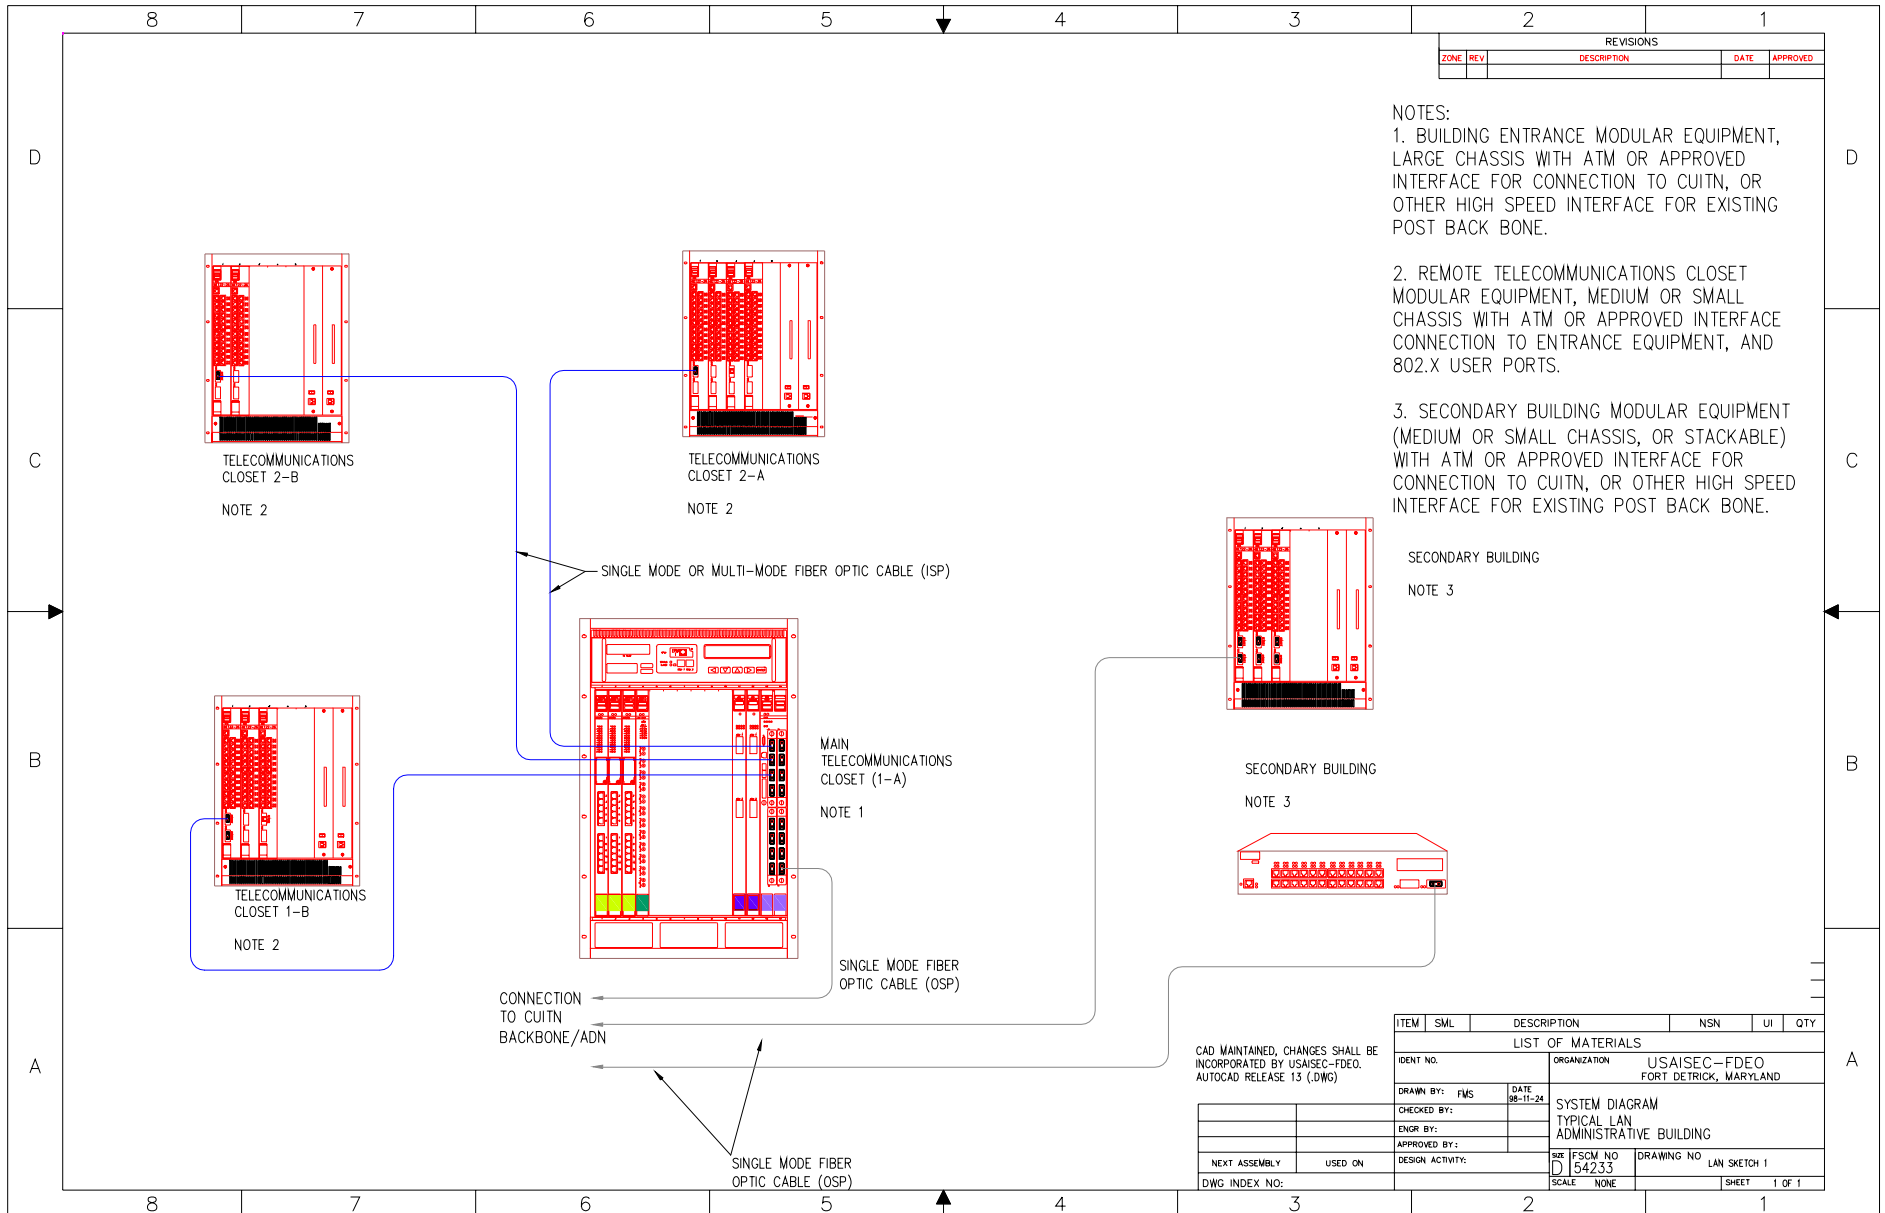 8 7 6 5 4 3 2 1
REVISIONS
ZONE REV DESCRIPTION DATE APPROVED
D D
C C
B B
A A
NOTES:
1. BUILDING ENTRANCE MODULAR EQUIPMENT,
LARGE CHASSIS WITH ATM OR APPROVED
INTERFACE FOR CONNECTION TO CUITN, OR
OTHER HIGH SPEED INTERFACE FOR EXISTING
POST BACK BONE.
2. REMOTE TELECOMMUNICATIONS CLOSET
MODULAR EQUIPMENT, MEDIUM OR SMALL
CHASSIS WITH ATM OR APPROVED INTERFACE
CONNECTION TO ENTRANCE EQUIPMENT, AND
802.X USER PORTS.
3. SECONDARY BUILDING MODULAR EQUIPMENT
(MEDIUM OR SMALL CHASSIS, OR STACKABLE)
WITH ATM OR APPROVED INTERFACE FOR
CONNECTION TO CUITN, OR OTHER HIGH SPEED
INTERFACE FOR EXISTING POST BACK BONE.
TELECOMMUNICATIONS
CLOSET 2-B
NOTE 2
TELECOMMUNICATIONS
CLOSET 2-A
NOTE 2
SINGLE MODE OR MULTI-MODE FIBER OPTIC CABLE (ISP)
SECONDARY BUILDING
NOTE 3
MAIN
TELECOMMUNICATIONS
CLOSET (1-A)
NOTE 1
SECONDARY BUILDING
NOTE 3
TELECOMMUNICATIONS
CLOSET 1-B
NOTE 2
SINGLE MODE FIBER
OPTIC CABLE (OSP)
CONNECTION
TO CUITN
BACKBONE/ADN
SINGLE MODE FIBER
OPTIC CABLE (OSP)
CAD MAINTAINED, CHANGES SHALL BE
INCORPORATED BY USAISEC-FDEO.
AUTOCAD RELEASE 13 (.DWG)
NEXT ASSEMBLY USED ON
DWG INDEX NO:
ITEM SML DESCRIPTION NSN UI QTY
LIST OF MATERIALS
IDENT NO.
ORGANIZATION USAISEC-FDEO
FORT DETRICK, MARYLAND
DRAWN BY: FMS DATE
98-11-24
CHECKED BY:
ENGR BY:
APPROVED BY:
DESIGN ACTIVITY:
SYSTEM DIAGRAM
TYPICAL LAN
ADMINISTRATIVE BUILDING
SIZE D FSCM NO 54233 DRAWING NO LAN SKETCH 1
SCALE NONE SHEET 1 OF 1
8 7 6 5 4 3 2 1